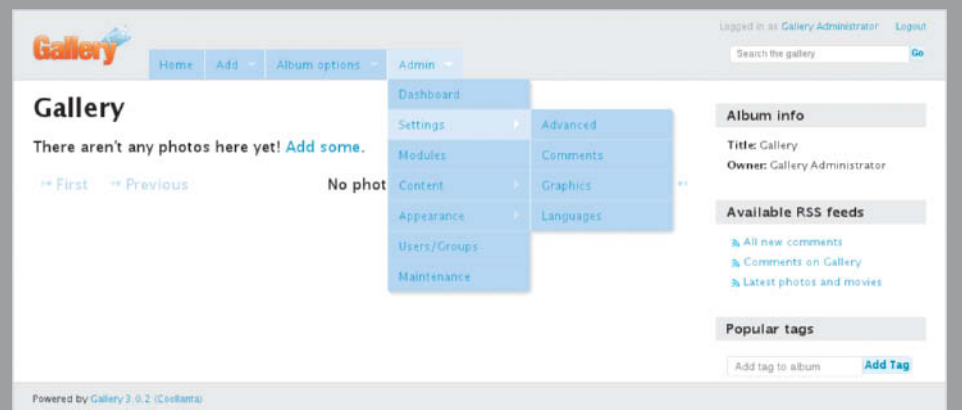 Logged in as Gallery Administrator Logout
Gallery
Search the gallery Go
Home Add Album options Admin
Dashboard
Settings
Modules
Content
Appearance
Users/Groups
Maintenance
Advanced
Comments
Graphics
Languages
Gallery
There aren't any photos here yet! Add some.
First Previous No phot
Album info
Title: Gallery
Owner: Gallery Administrator
Available RSS feeds
All new comments
Comments on Gallery
Latest photos and movies
Popular tags
Add tag to album Add Tag
Powered by Gallery 3.0.2 (Coollanta)